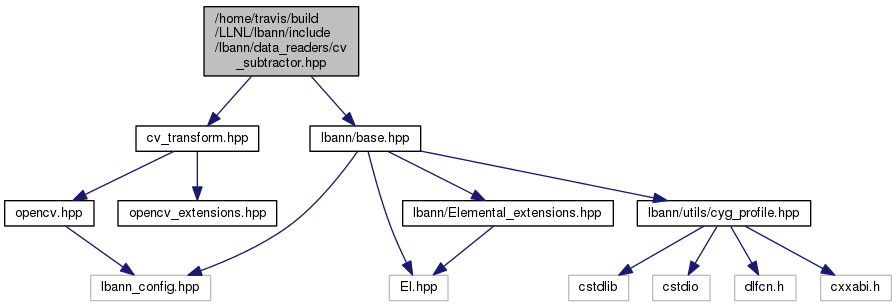 /home/travis/build
/LLNL/lbann/include
/lbann/data_readers/cv
_subtractor.hpp
cv_transform.hpp
lbann/base.hpp
opencv.hpp
opencv_extensions.hpp
lbann/Elemental_extensions.hpp
lbann/utils/cyg_profile.hpp
lbann_config.hpp
El.hpp
cstdlib
cstdio
dlfcn.h
cxxabi.h